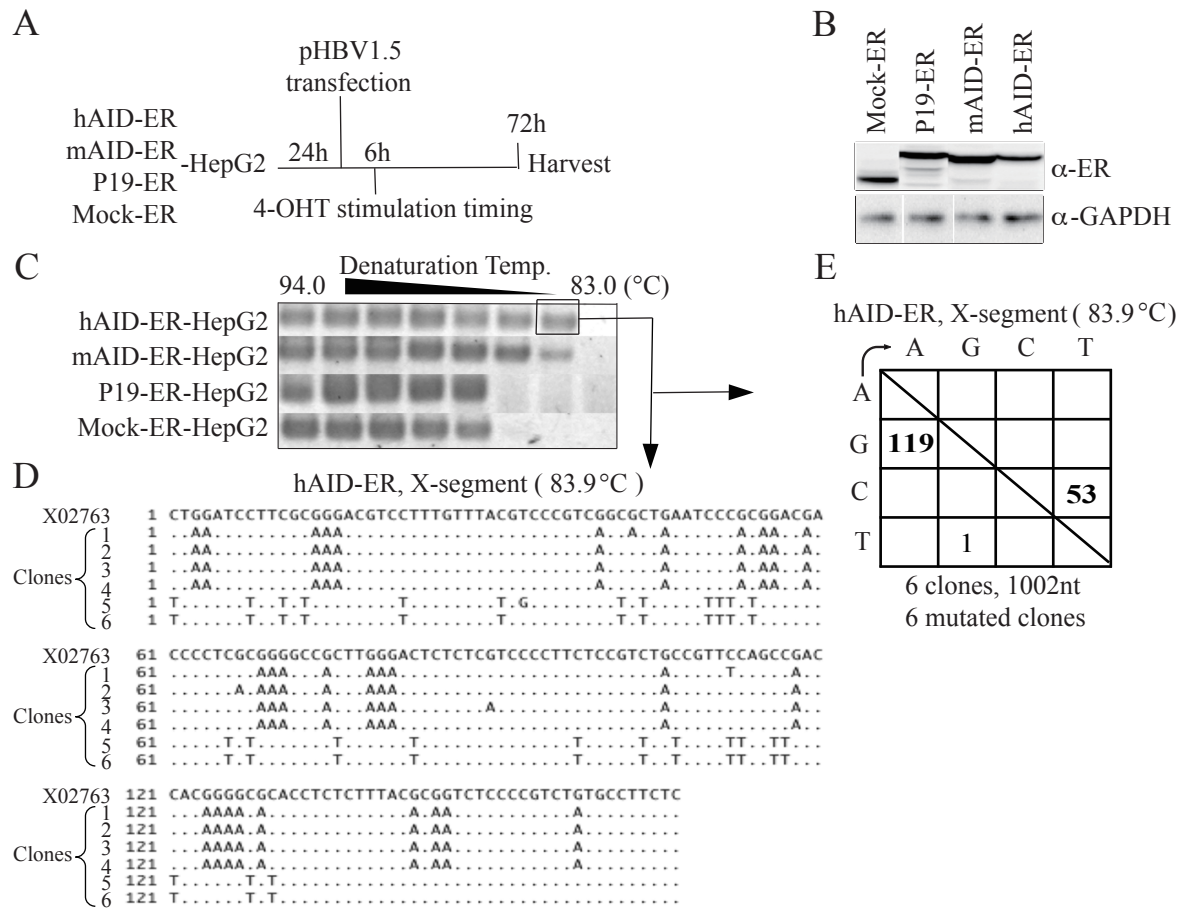 A
hAID-ER
mAID-ER
P19-ER
Mock-ER
-HepG2
pHBV1.5
transfection
24h
6h
72h
Harvest
4-OHT stimulation timing
B
Mock-ER
P19-ER
mAID-ER
hAID-ER
α-ER
α-GAPDH
C
Denaturation Temp.
94.0
83.0 (°C)
hAID-ER-HepG2
mAID-ER-HepG2
P19-ER-HepG2
Mock-ER-HepG2
D
hAID-ER, X-segment ( 83.9°C )
X02763 1 CTGGATCCTTCGCGGGACGTCCTTTGTTTACGTCCCGTCGGCGCTGAATCCCGCGGACGA
Clones
1 1 ..AA.........AAA.......................A..A..A......A.AA..A.
2 1 ..AA.........AAA.......................A.....A......A.AA..A.
3 1 ..AA.........AAA.......................A.....A......A.AA..A.
4 1 ..AA.........AAA.......................A.....A......A.AA..A.
5 1 T......T..T.T........T........T.G........T.T.....TTT.T......
6 1 T......T..T.T........T........T..........T.T.....TTT.T......
X02763 61 CCCCTCGCGGGGCCGCTTGGGACTCTCTCGTCCCCTTCTCCGTCTGCCGTTCCAGCCGAC
Clones
1 61 ........AAA...A...AAA........................A.....T.....A..
2 61 ......A.AAA...A...AAA........................A...........A..
3 61 ........AAA...A...AAA........A...............A...........A..
4 61 ........AAA...A...AAA........................A...........A..
5 61 .....T.T.......T......T..............T.....T..T....TT..TT...
6 61 .....T.T.......T......T..............T.....T..T....TT..TT...
X02763 121 CACGGGGCGCACCTCTCTTTACGCGGTCTCCCCGTCTGTGCCTTCTC
Clones
1 121 ...AAAA.A.............A.AA...........A.........
2 121 ...AAAA.A.............A.AA...........A.........
3 121 ...AAAA.A.............A.AA...........A.........
4 121 ...AAAA.A.............A.AA...........A.........
5 121 T......T.T.....................................
6 121 T......T.T.....................................
E
hAID-ER, X-segment ( 83.9°C)
A G C T
A
G 119
C 53
T 1
6 clones, 1002nt
6 mutated clones